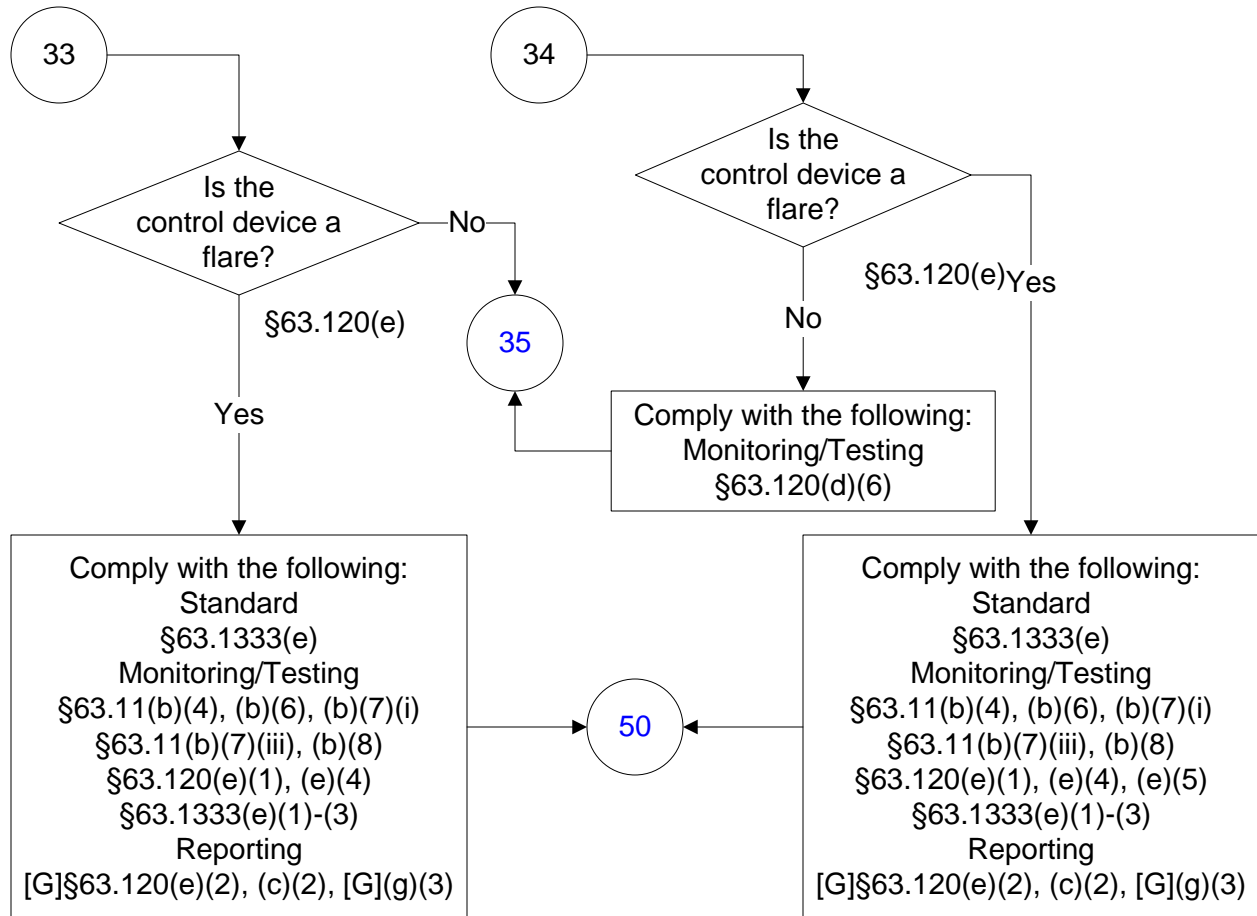 33
Is the
control device a
flare?
No
§63.120(e)
Yes
35
Comply with the following:
Standard
§63.1333(e)
Monitoring/Testing
§63.11(b)(4), (b)(6), (b)(7)(i)
§63.11(b)(7)(iii), (b)(8)
§63.120(e)(1), (e)(4)
§63.1333(e)(1)-(3)
Reporting
[G]§63.120(e)(2), (c)(2), [G](g)(3)
34
Is the
control device a
flare?
§63.120(e)
Yes
No
Comply with the following:
Monitoring/Testing
§63.120(d)(6)
Comply with the following:
Standard
§63.1333(e)
Monitoring/Testing
§63.11(b)(4), (b)(6), (b)(7)(i)
§63.11(b)(7)(iii), (b)(8)
§63.120(e)(1), (e)(4), (e)(5)
§63.1333(e)(1)-(3)
Reporting
[G]§63.120(e)(2), (c)(2), [G](g)(3)
50